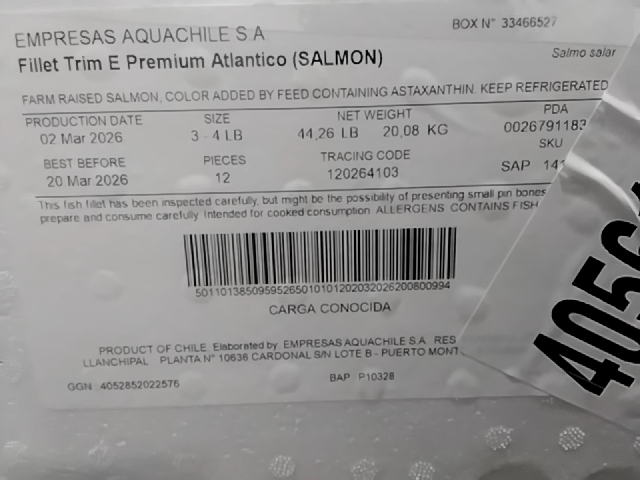 EMPRESAS AQUACHILE S.A
BOX N° 33466527
Fillet Trim E Premium Atlantico (SALMON)
Salmo salar
FARM RAISED SALMON, COLOR ADDED BY FEED CONTAINING ASTAXANTHIN. KEEP REFRIGERATED
PRODUCTION DATE SIZE NET WEIGHT PDA
02 Mar 2026 3 - 4 LB 44,26 LB 20,08 KG 0026791183
SKU
BEST BEFORE PIECES TRACING CODE SAP 141
20 Mar 2026 12 120264103
This fish fillet has been inspected carefully, but might be the possibility of presenting small pin bones
prepare and consume carefully. Intended for cooked consumption. ALLERGENS: CONTAINS FISH
CARGA CONOCIDA
PRODUCT OF CHILE Elaborated by: EMPRESAS AQUACHILE S.A RES
LLANCHIPAL PLANTA N° 10636 CARDONAL S/N LOTE B - PUERTO MONT
GGN 4052852022576 BAP P10328
4056